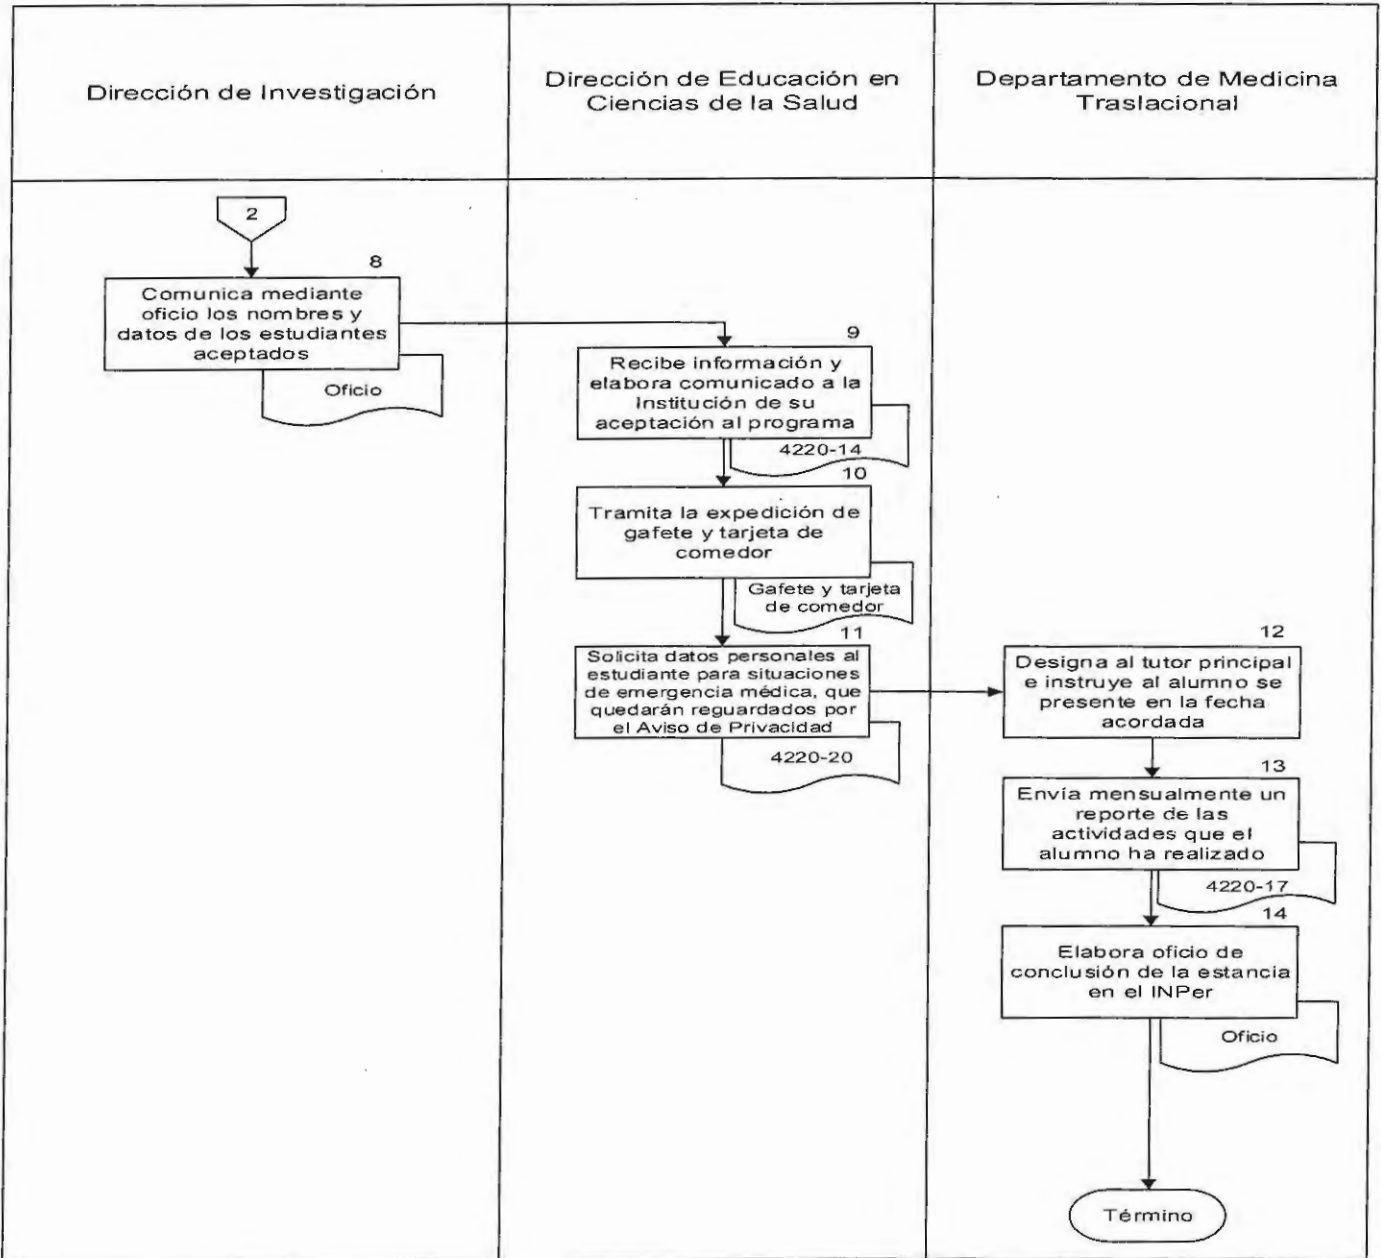 Dirección de Investigación
Dirección de Educación en
Ciencias de la Salud
Departamento de Medicina
Traslacional
2
8
Comunica mediante
oficio los nombres y
datos de los estudiantes
aceptados
Oficio
9
Recibe información y
elabora comunicado a la
Institución de su
aceptación al programa
4220-14
10
Tramita la expedición de
gafete y tarjeta de
comedor
Gafete y tarjeta
de comedor
11
Solicita datos personales al
estudiante para situaciones
de emergencia médica, que
quedarán reguardados por
el Aviso de Privacidad
4220-20
12
Designa al tutor principal
e instruye al alumno se
presente en la fecha
acordada
13
Envía mensualmente un
reporte de las
actividades que el
alumno ha realizado
4220-17
14
Elabora oficio de
conclusión de la estancia
en el INPer
Oficio
Término